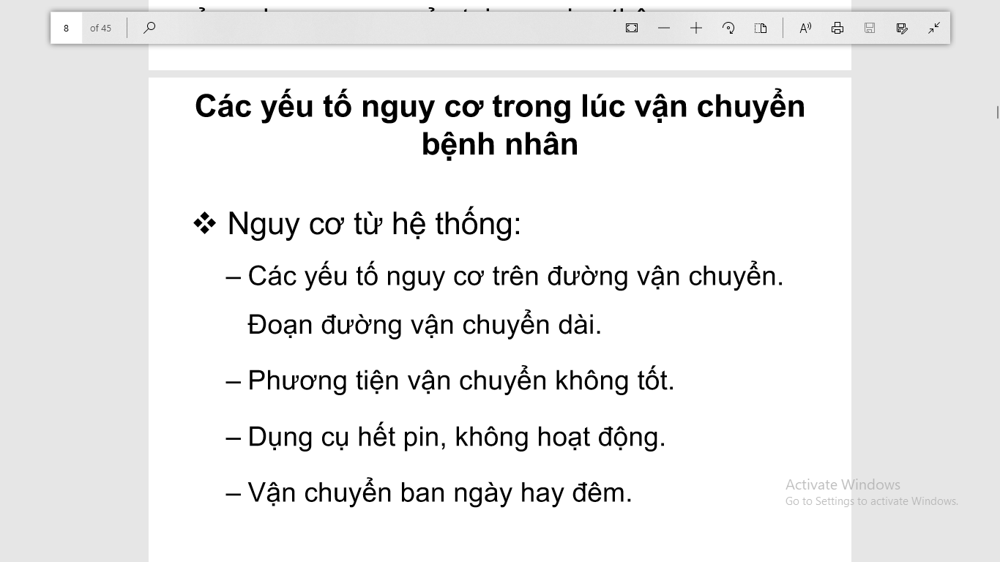 8 of 45
Các yếu tố nguy cơ trong lúc vận chuyển
bệnh nhân
❖ Nguy cơ từ hệ thống:
– Các yếu tố nguy cơ trên đường vận chuyển.
Đoạn đường vận chuyển dài.
– Phương tiện vận chuyển không tốt.
– Dụng cụ hết pin, không hoạt động.
– Vận chuyển ban ngày hay đêm.
Activate Windows
Go to Settings to activate Windows.